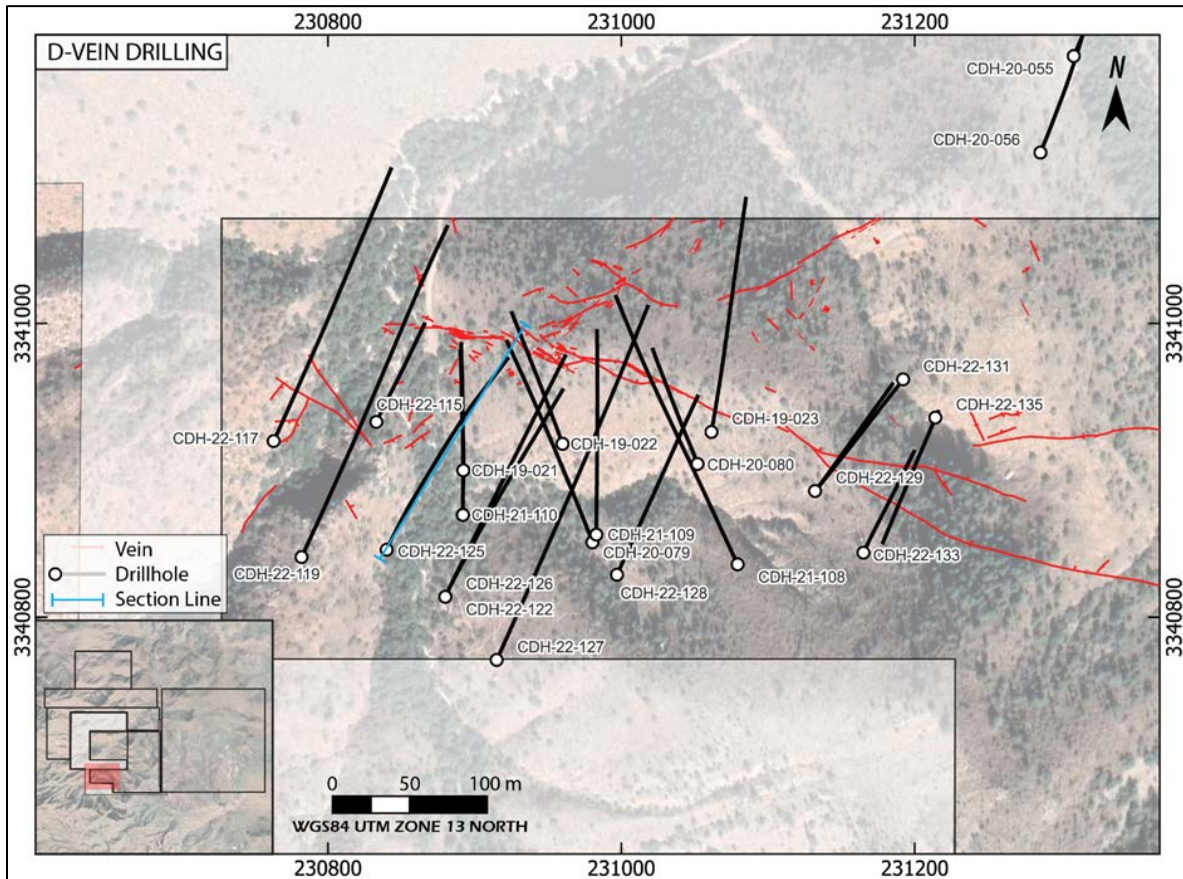 230800 231000 231200
D-VEIN DRILLING
CDH-20-055
N
CDH-20-056
3341000
3341000
CDH-22-131
CDH-22-115
CDH-22-135
CDH-19-023
CDH-22-117
CDH-19-022
CDH-20-080
CDH-19-021
CDH-22-129
CDH-21-110
CDH-21-109
CDH-22-125
CDH-20-079
CDH-22-133
Vein
Drillhole
Section Line
CDH-22-119
CDH-21-108
CDH-22-126
CDH-22-128
CDH-22-122
3340800
3340800
CDH-22-127
0 50 100 m
WGS84 UTM ZONE 13 NORTH
230800 231000 231200